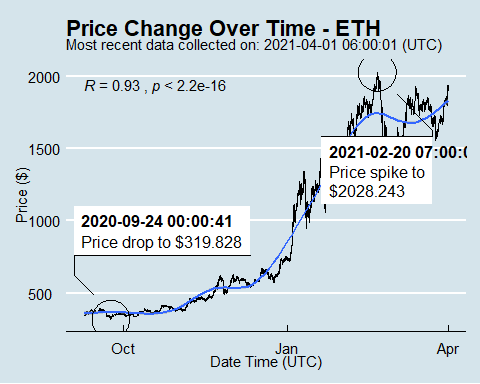 Price Change Over Time - ETH
Most recent data collected on: 2021-04-01 06:00:01 (UTC)
R = 0.93 , p < 2.2e-16
2000
1500
1000
500
Price ($)
2021-02-20 07:00:0
Price spike to
$2028.243
2020-09-24 00:00:41
Price drop to $319.828
Oct
Jan
Apr
Date Time (UTC)